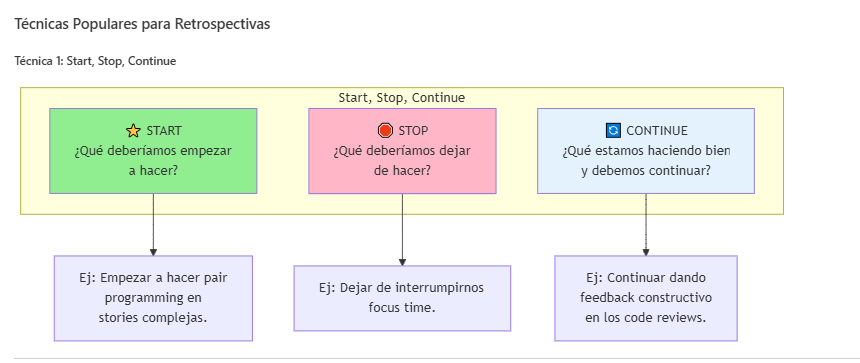 Técnicas Populares para Retrospectivas
Técnica 1: Start, Stop, Continue
Start, Stop, Continue
⭐ START
¿Qué deberíamos empezar
a hacer?
🛑 STOP
¿Qué deberíamos dejar
de hacer?
🔄 CONTINUE
¿Qué estamos haciendo bien
y debemos continuar?
Ej: Empezar a hacer pair
programming en
stories complejas.
Ej: Dejar de interrumpirnos
focus time.
Ej: Continuar dando
feedback constructivo
en los code reviews.